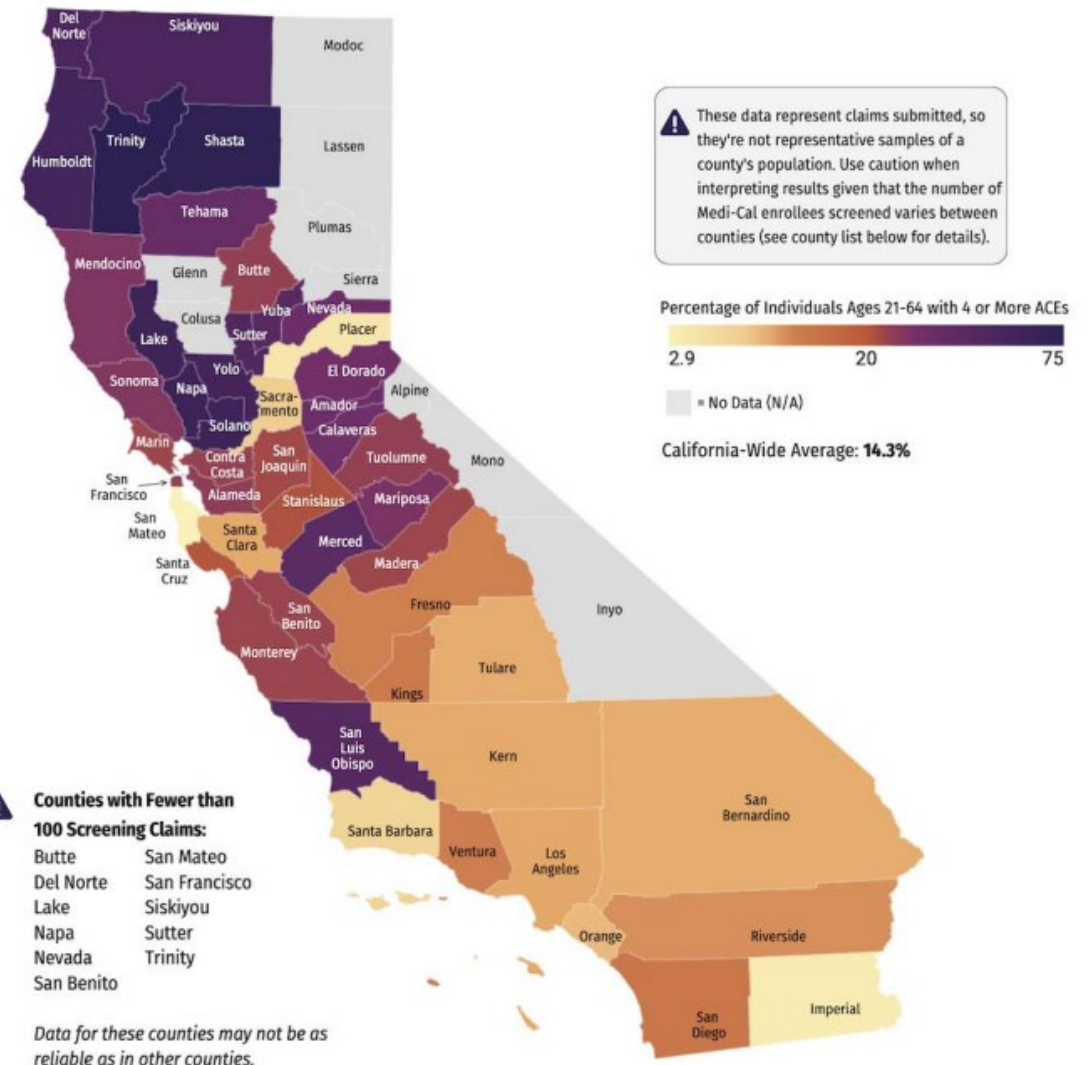 Del
Norte
Siskiyou
Modoc
Humboldt
Trinity
Shasta
Lassen
Tehama
Plumas
Mendocino
Glenn
Butte
Sierra
Colusa
Yuba
Nevada
Lake
Sutter
Placer
Sonoma
Napa
Yolo
El Dorado
Alpine
Sacra-
mento
Amador
Solano
Calaveras
Marin
Contra
Costa
San
Joaquin
Tuolumne
Mono
San
Francisco
Alameda
Stanislaus
Mariposa
San
Mateo
Santa
Clara
Merced
Santa
Cruz
Madera
San
Benito
Fresno
Inyo
Monterey
Tulare
Kings
San
Luis
Obispo
Kern
San
Bernardino
Santa Barbara
Ventura
Los
Angeles
Orange
Riverside
San
Diego
Imperial
These data represent claims submitted, so
they're not representative samples of a
county's population. Use caution when
interpreting results given that the number of
Medi-Cal enrollees screened varies between
counties (see county list below for details).
Percentage of Individuals Ages 21-64 with 4 or More ACEs
2.9 20 75
= No Data (N/A)
California-Wide Average: 14.3%
Counties with Fewer than
100 Screening Claims:
Butte San Mateo
Del Norte San Francisco
Lake Siskiyou
Napa Sutter
Nevada Trinity
San Benito
Data for these counties may not be as
reliable as in other counties.